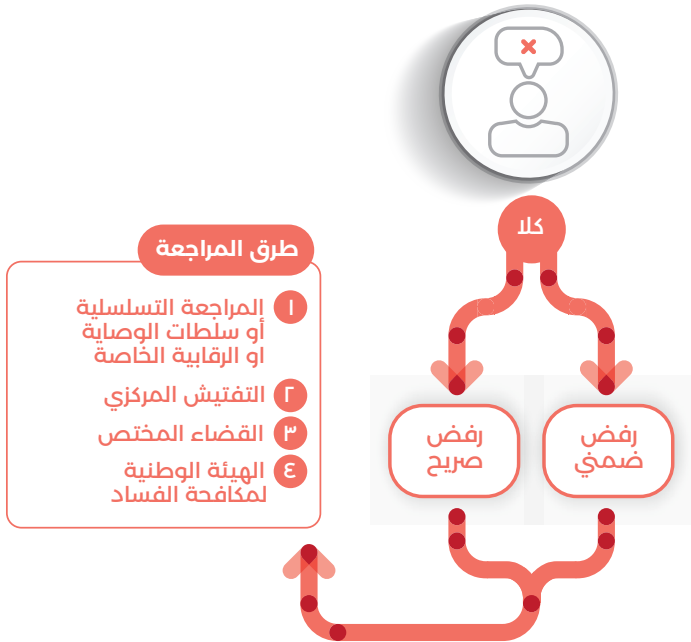 كلا
رفض
ضمني
رفض
صريح
طرق المراجعة
١ المراجعة التسلسلية
أو سلطات الوصاية
او الرقابية الخاصة
٢ التفتيش المركزي
٣ القضاء المختص
٤ الهيئة الوطنية
لمكافحة الفساد